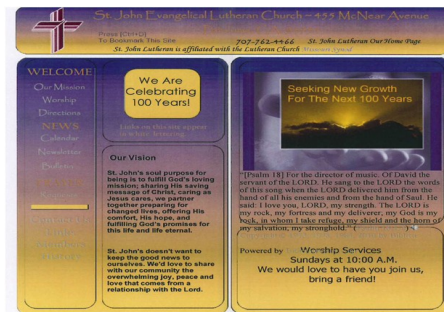 St. John Evangelical Lutheran Church - 455 McNear Avenue
Press [Ctrl+D]
To Bookmark This Site
707-762-4466 St. John Lutheran Our Home Page
St. John Lutheran is affiliated with the Lutheran Church Missouri Synod
WELCOME
Our Mission
Worship
Directions
NEWS
Calendar
Newsletter
We Are
Celebrating
100 Years!
Links on this site appear
Our Vision
St. John's soul purpose for
being is to fulfill God's loving
mission; sharing His saving
message of Christ, caring as
Jesus cares, we partner
together preparing for
changed lives, offering His
comfort, His hope, and
fulfilling God's promises for
this life and life eternal.
St. John's doesn't want to
keep the good news to
ourselves. We'd love to share
with our community the
overwhelming joy, peace and
love that comes from a
relationship with the Lord.
Seeking New Growth
For The Next 100 Years
"[Psalm 18] For the director of music. Of David the
servant of the LORD. He sang to the LORD the words
of this song when the LORD delivered him from the
hand of all his enemies and from the hand of Saul. He
said: I love you, LORD, my strength. The LORD is
my rock, my fortress and my deliverer, my God is my
rock, in whom I take refuge, my shield and the horn of
my salvation, my stronghold." (
Powered by
Worship Services
Sundays at 10:00 A.M.
We would love to have you join us,
bring a friend!